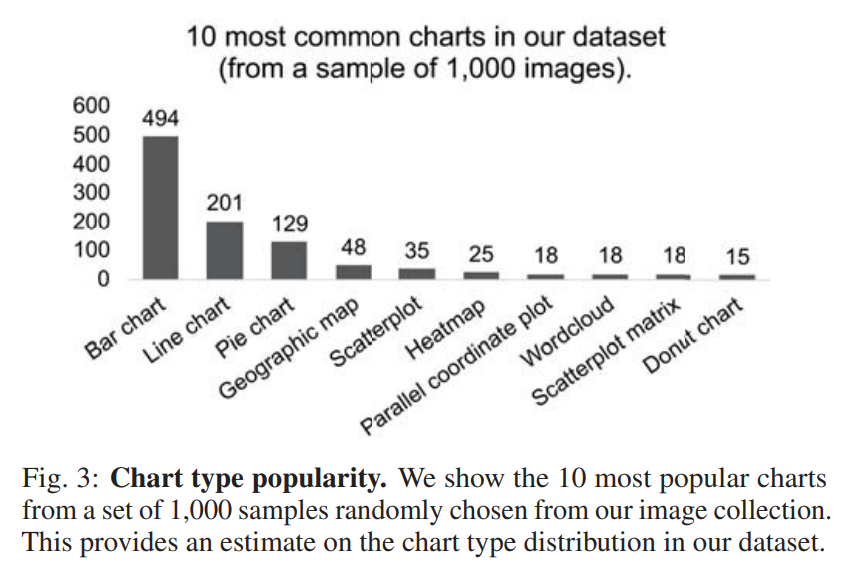 10 most common charts in our dataset
(from a sample of 1,000 images).
600
500
400
300
200
100
0
494
201
129
48
35
25
18
18
18
15
Bar chart
Line chart
Pie chart
Geographic map
Scatterplot
Heatmap
Parallel coordinate plot
Wordcloud
Scatterplot matrix
Donut chart
Fig. 3: Chart type popularity. We show the 10 most popular charts
from a set of 1,000 samples randomly chosen from our image collection.
This provides an estimate on the chart type distribution in our dataset.